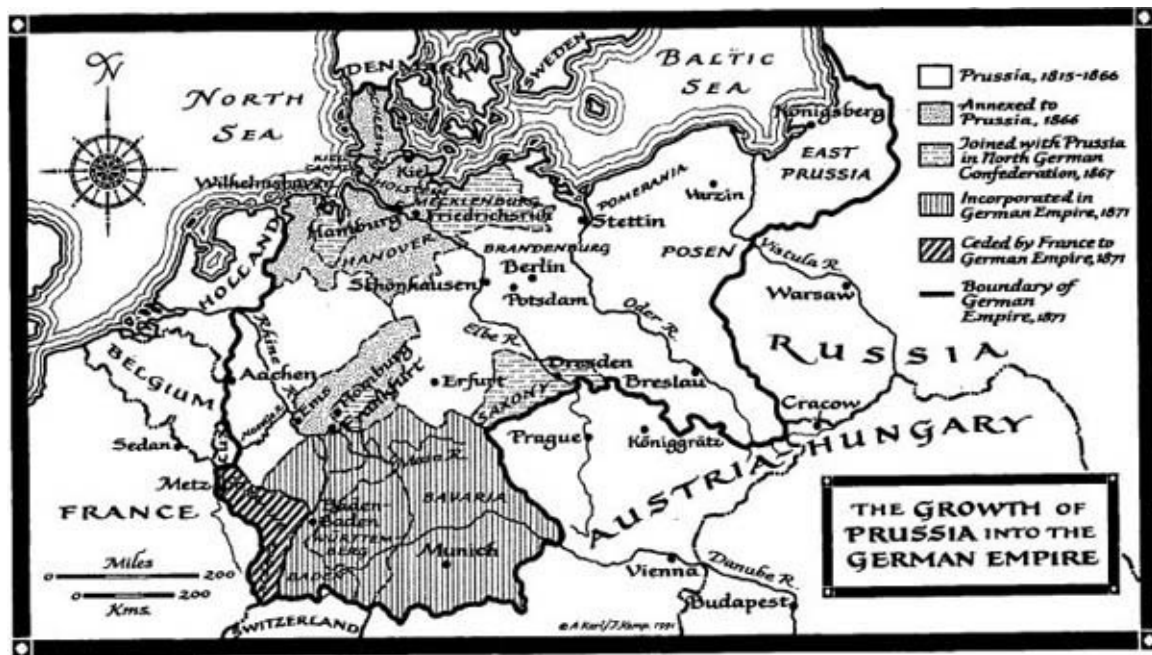 N
NORTH
SEA
DENMARK
SWEDEN
BALTIC
SEA
Prussia, 1815-1866
Annexed to
Prussia, 1866
Joined with Prussia
in North German
Confederation, 1867
Incorporated in
German Empire, 1871
Ceded by France to
German Empire, 1871
Boundary of
German
Empire, 1871
Königsberg
EAST
PRUSSIA
KIEL
Kiel
HOLSTEIN
Wilhelmshaven
MECKLENBURG
Hamburg
Friedrichsruh
POMERANIA
Varzin
Stettin
HOLLAND
HANOVER
BRANDENBURG
POSEN
Berlin
Schönhausen
Potsdam
Vistula R.
Warsaw
Rhine R.
Elbe R.
Oder R.
RUSSIA
BELGIUM
Aachen
Homburg
Ems
Frankfurt
Erfurt
Dresden
SAXONY
Breslau
Cracow
Sedan
Prague
Königgrätz
AUSTRIA HUNGARY
Metz
FRANCE
BAVARIA
Baden-
Baden
WÜRTTEM-
BERG
BADEN
Munich
Vienna
Danube R.
Budapest
SWITZERLAND
Miles
0 200
0 200
Kms.
THE GROWTH OF
PRUSSIA INTO THE
GERMAN EMPIRE